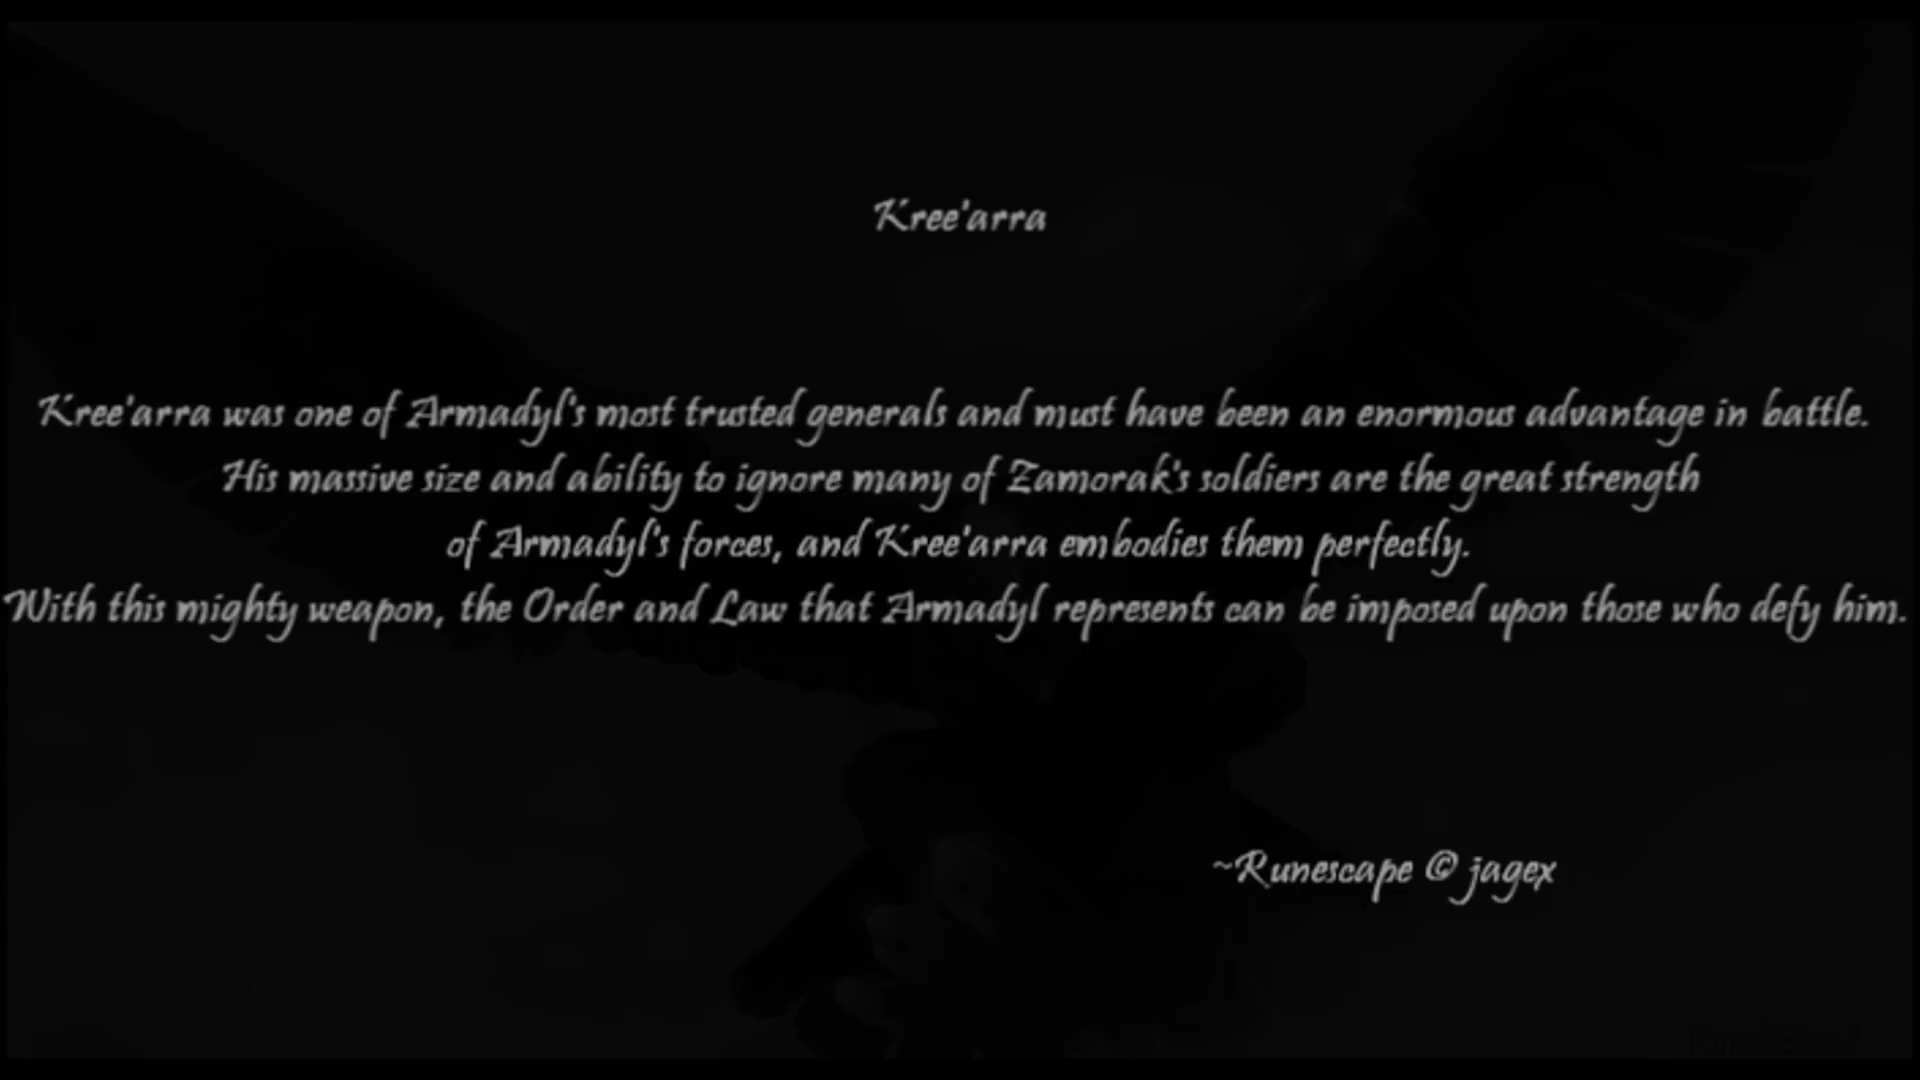 Kree'arra
Kree'arra was one of Armadyl's most trusted generals and must have been an enormous advantage in battle.
His massive size and ability to ignore many of Zamorak's soldiers are the great strength
of Armadyl's forces, and Kree'arra embodies them perfectly.
With this mighty weapon, the Order and Law that Armadyl represents can be imposed upon those who defy him.
~Runescape © jagex